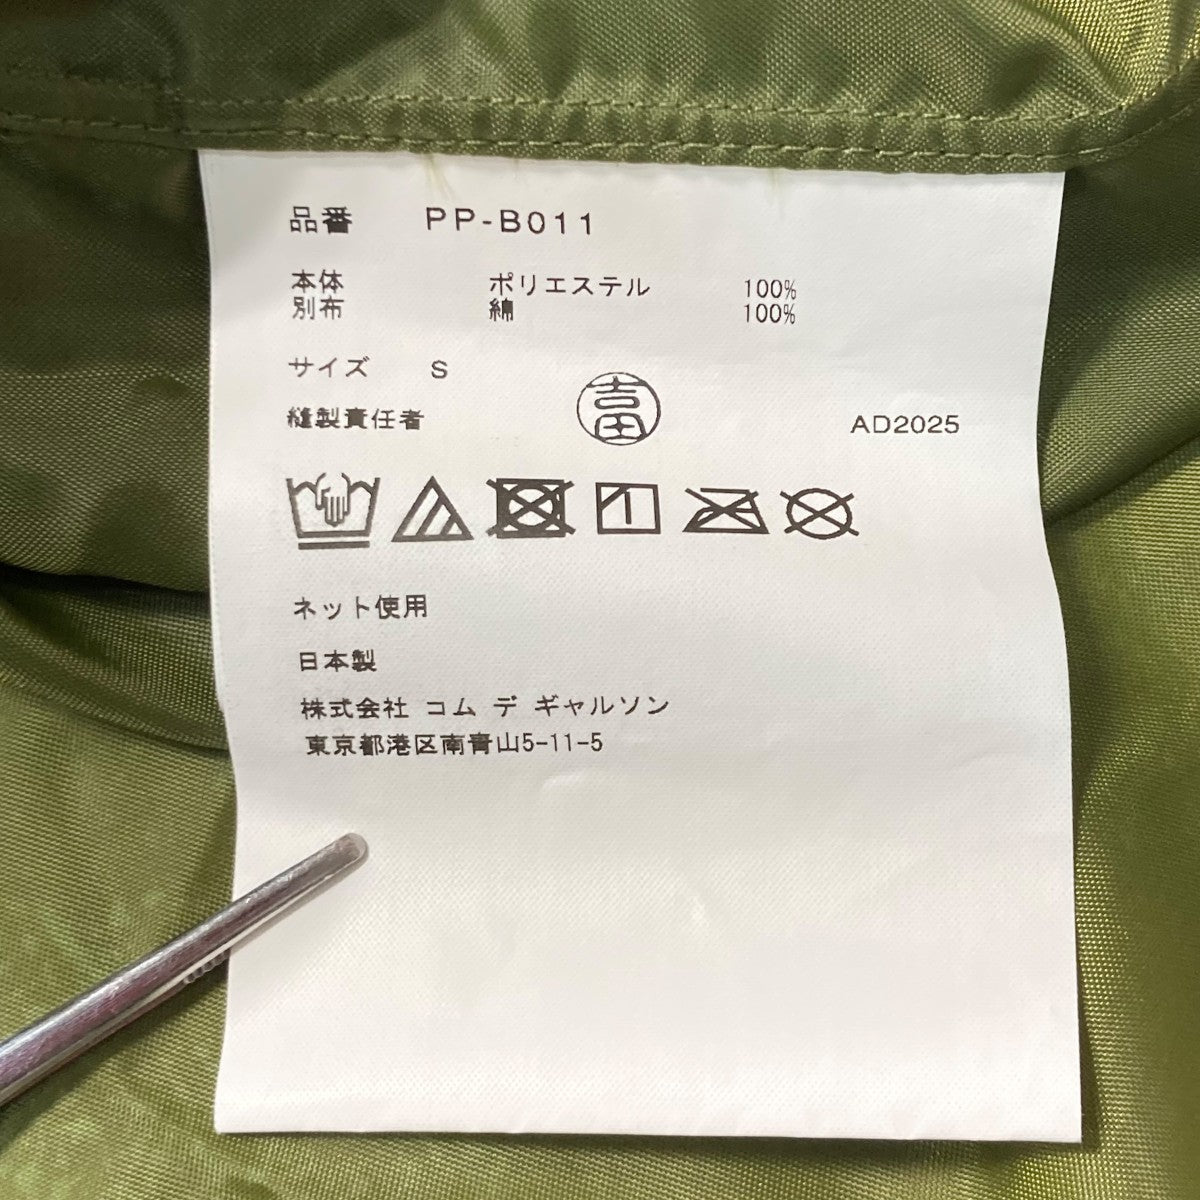 品番 PP-B011
本体 ポリエステル 100%
別布 綿 100%
サイズ S
縫製責任者 吉田 AD2025
ネット使用
日本製
株式会社 コム デ ギャルソン
東京都港区南青山5-11-5